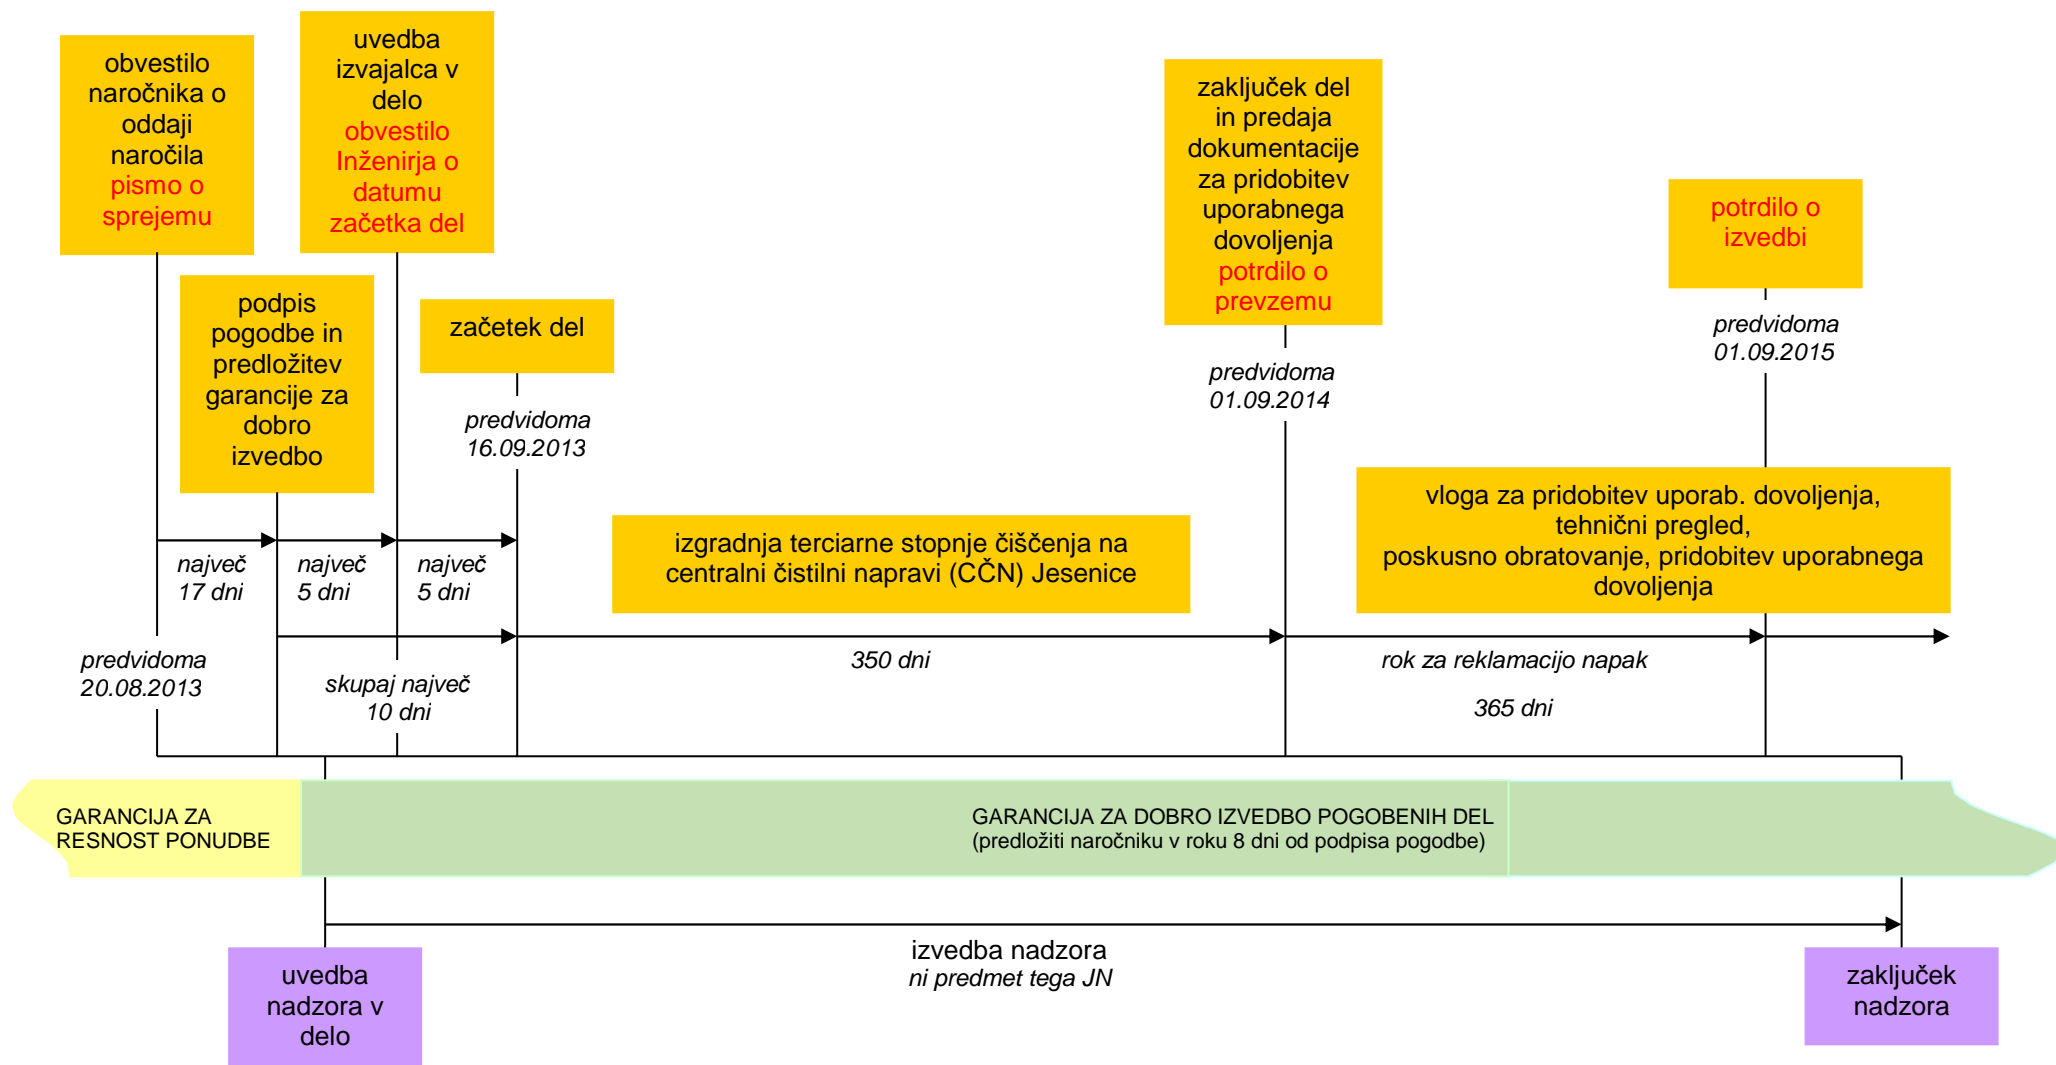 obvestilo
naročnika o
oddaji
naročila
pismo o
sprejemu
uvedba
izvajalca v
delo
obvestilo
Inženirja o
datumu
začetka del
zaključek del
in predaja
dokumentacije
za pridobitev
uporabnega
dovoljenja
potrdilo o
prevzemu
potrdilo o
izvedbi
podpis
pogodbe in
predložitev
garancije za
dobro
izvedbo
začetek del
predvidoma
16.09.2013
predvidoma
01.09.2014
predvidoma
01.09.2015
največ
17 dni
največ
5 dni
največ
5 dni
izgradnja terciarne stopnje čiščenja na
centralni čistilni napravi (CČN) Jesenice
vloga za pridobitev uporab. dovoljenja,
tehnični pregled,
poskusno obratovanje, pridobitev uporabnega
dovoljenja
predvidoma
20.08.2013
skupaj največ
10 dni
350 dni
rok za reklamacijo napak
365 dni
GARANCIJA ZA
RESNOST PONUDBE
GARANCIJA ZA DOBRO IZVEDBO POGOBENIH DEL
(predložiti naročniku v roku 8 dni od podpisa pogodbe)
izvedba nadzora
ni predmet tega JN
uvedba
nadzora v
delo
zaključek
nadzora